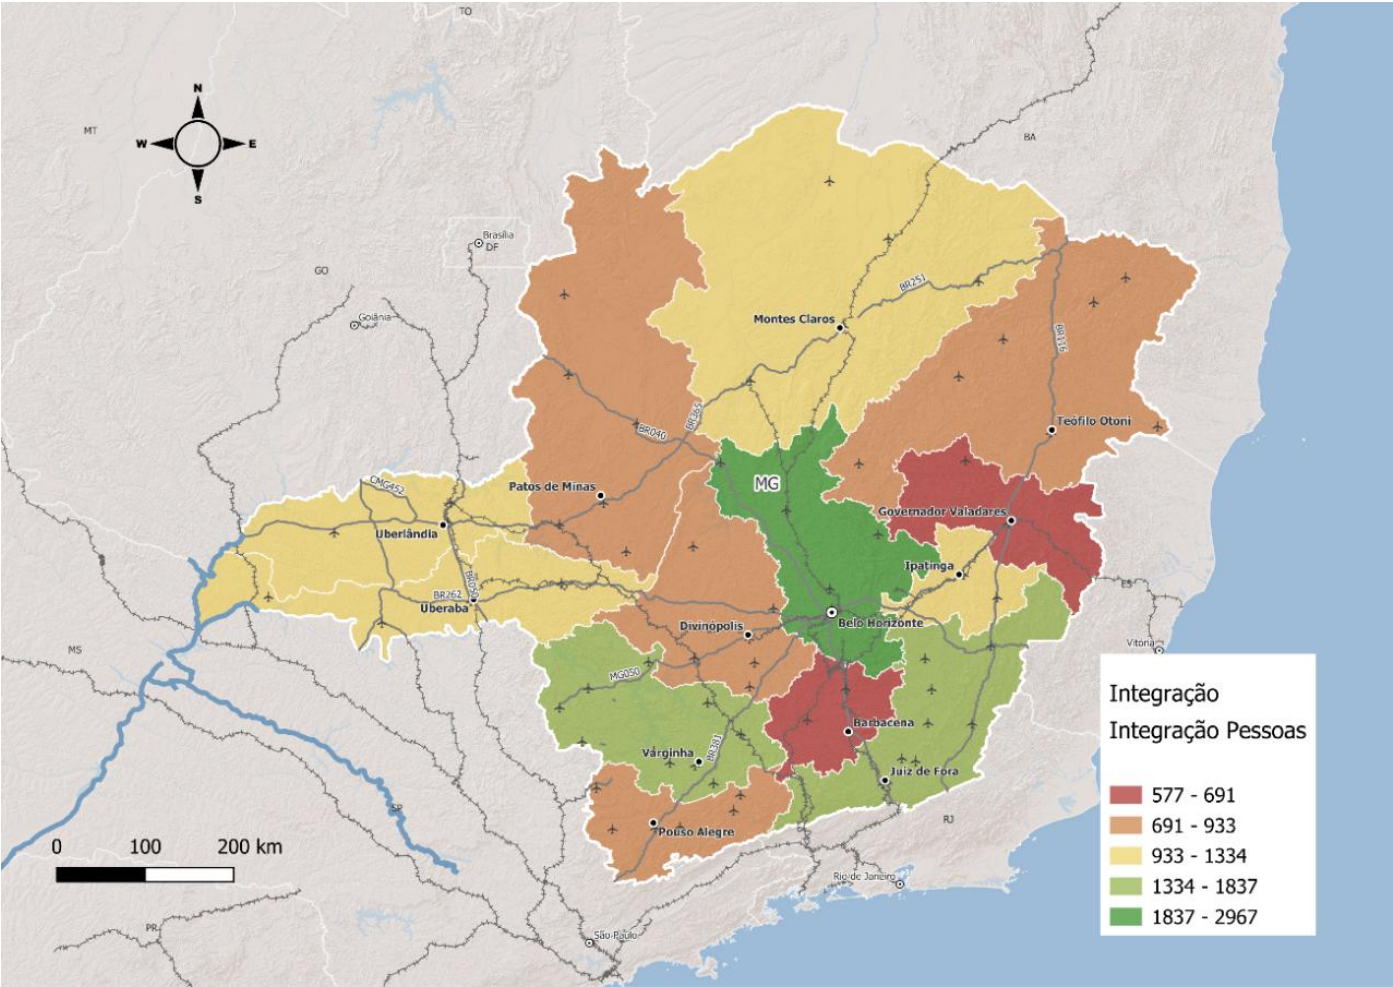 TO
N
MT
W
E
BA
S
Brasília
DF
GO
BR251
Goiânia
Montes Claros
BR116
BR365
BR040
Teófilo Otoni
MG
CMG452
Patos de Minas
Governador Valadares
Uberlândia
Ipatinga
BR050
BR262
ES
Uberaba
Belo Horizonte
Divinópolis
Vitória
MS
MG050
Integração
Barbacena
Integração Pessoas
BR381
Varginha
Juiz de Fora
577 - 691
SP
RJ
691 - 933
Pouso Alegre
0 100 200 km
933 - 1334
Rio de Janeiro
1334 - 1837
1837 - 2967
PR
São Paulo